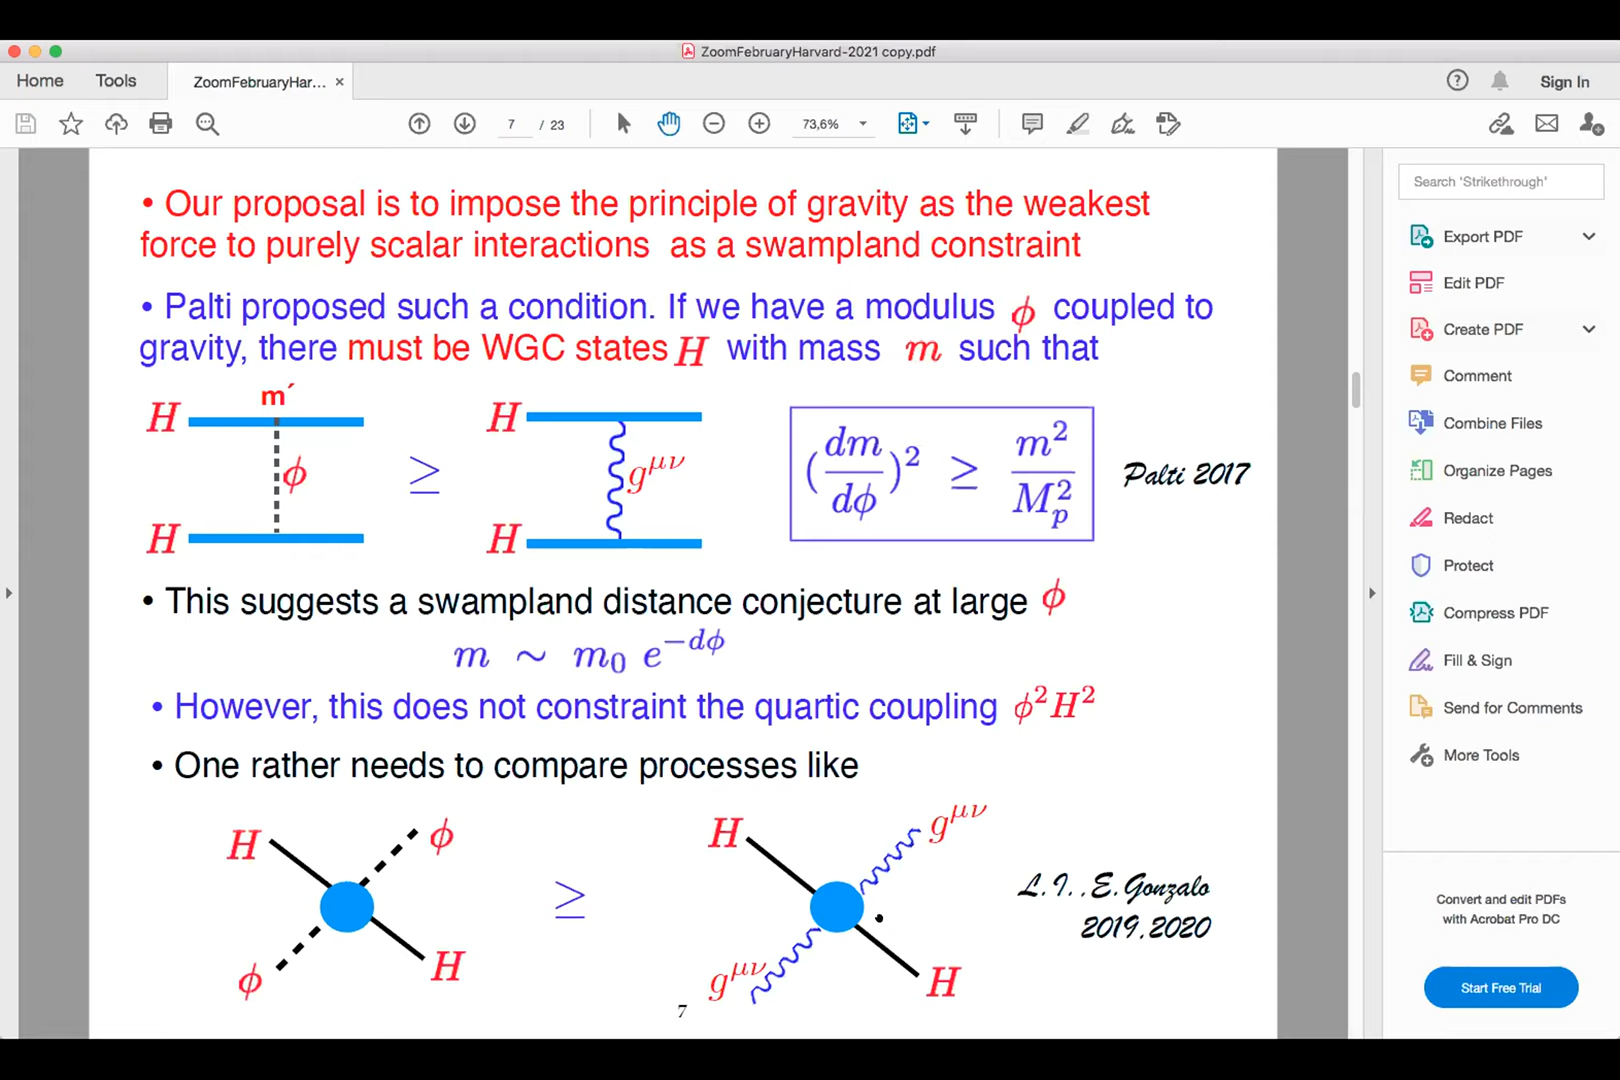 ZoomFebruaryHarvard-2021 copy.pdf
Home Tools ZoomFebruaryHar... × Sign In
7 / 23 73,6%
• Our proposal is to impose the principle of gravity as the weakest
force to purely scalar interactions as a swampland constraint
• Palti proposed such a condition. If we have a modulus ϕ coupled to
gravity, there must be WGC states H with mass m such that
m´
H H
ϕ ≥ g^{μν} (dm/dϕ)² ≥ m²/M_p² Palti 2017
H H
• This suggests a swampland distance conjecture at large ϕ
m ∼ m₀ e^{−dϕ}
• However, this does not constraint the quartic coupling ϕ²H²
• One rather needs to compare processes like
H ϕ H g^{μν}
≥ L.I., E.Gonzalo
2019,2020
ϕ H g^{μν} H
7
Search 'Strikethrough'
Export PDF
Edit PDF
Create PDF
Comment
Combine Files
Organize Pages
Redact
Protect
Compress PDF
Fill & Sign
Send for Comments
More Tools
Convert and edit PDFs
with Acrobat Pro DC
Start Free Trial